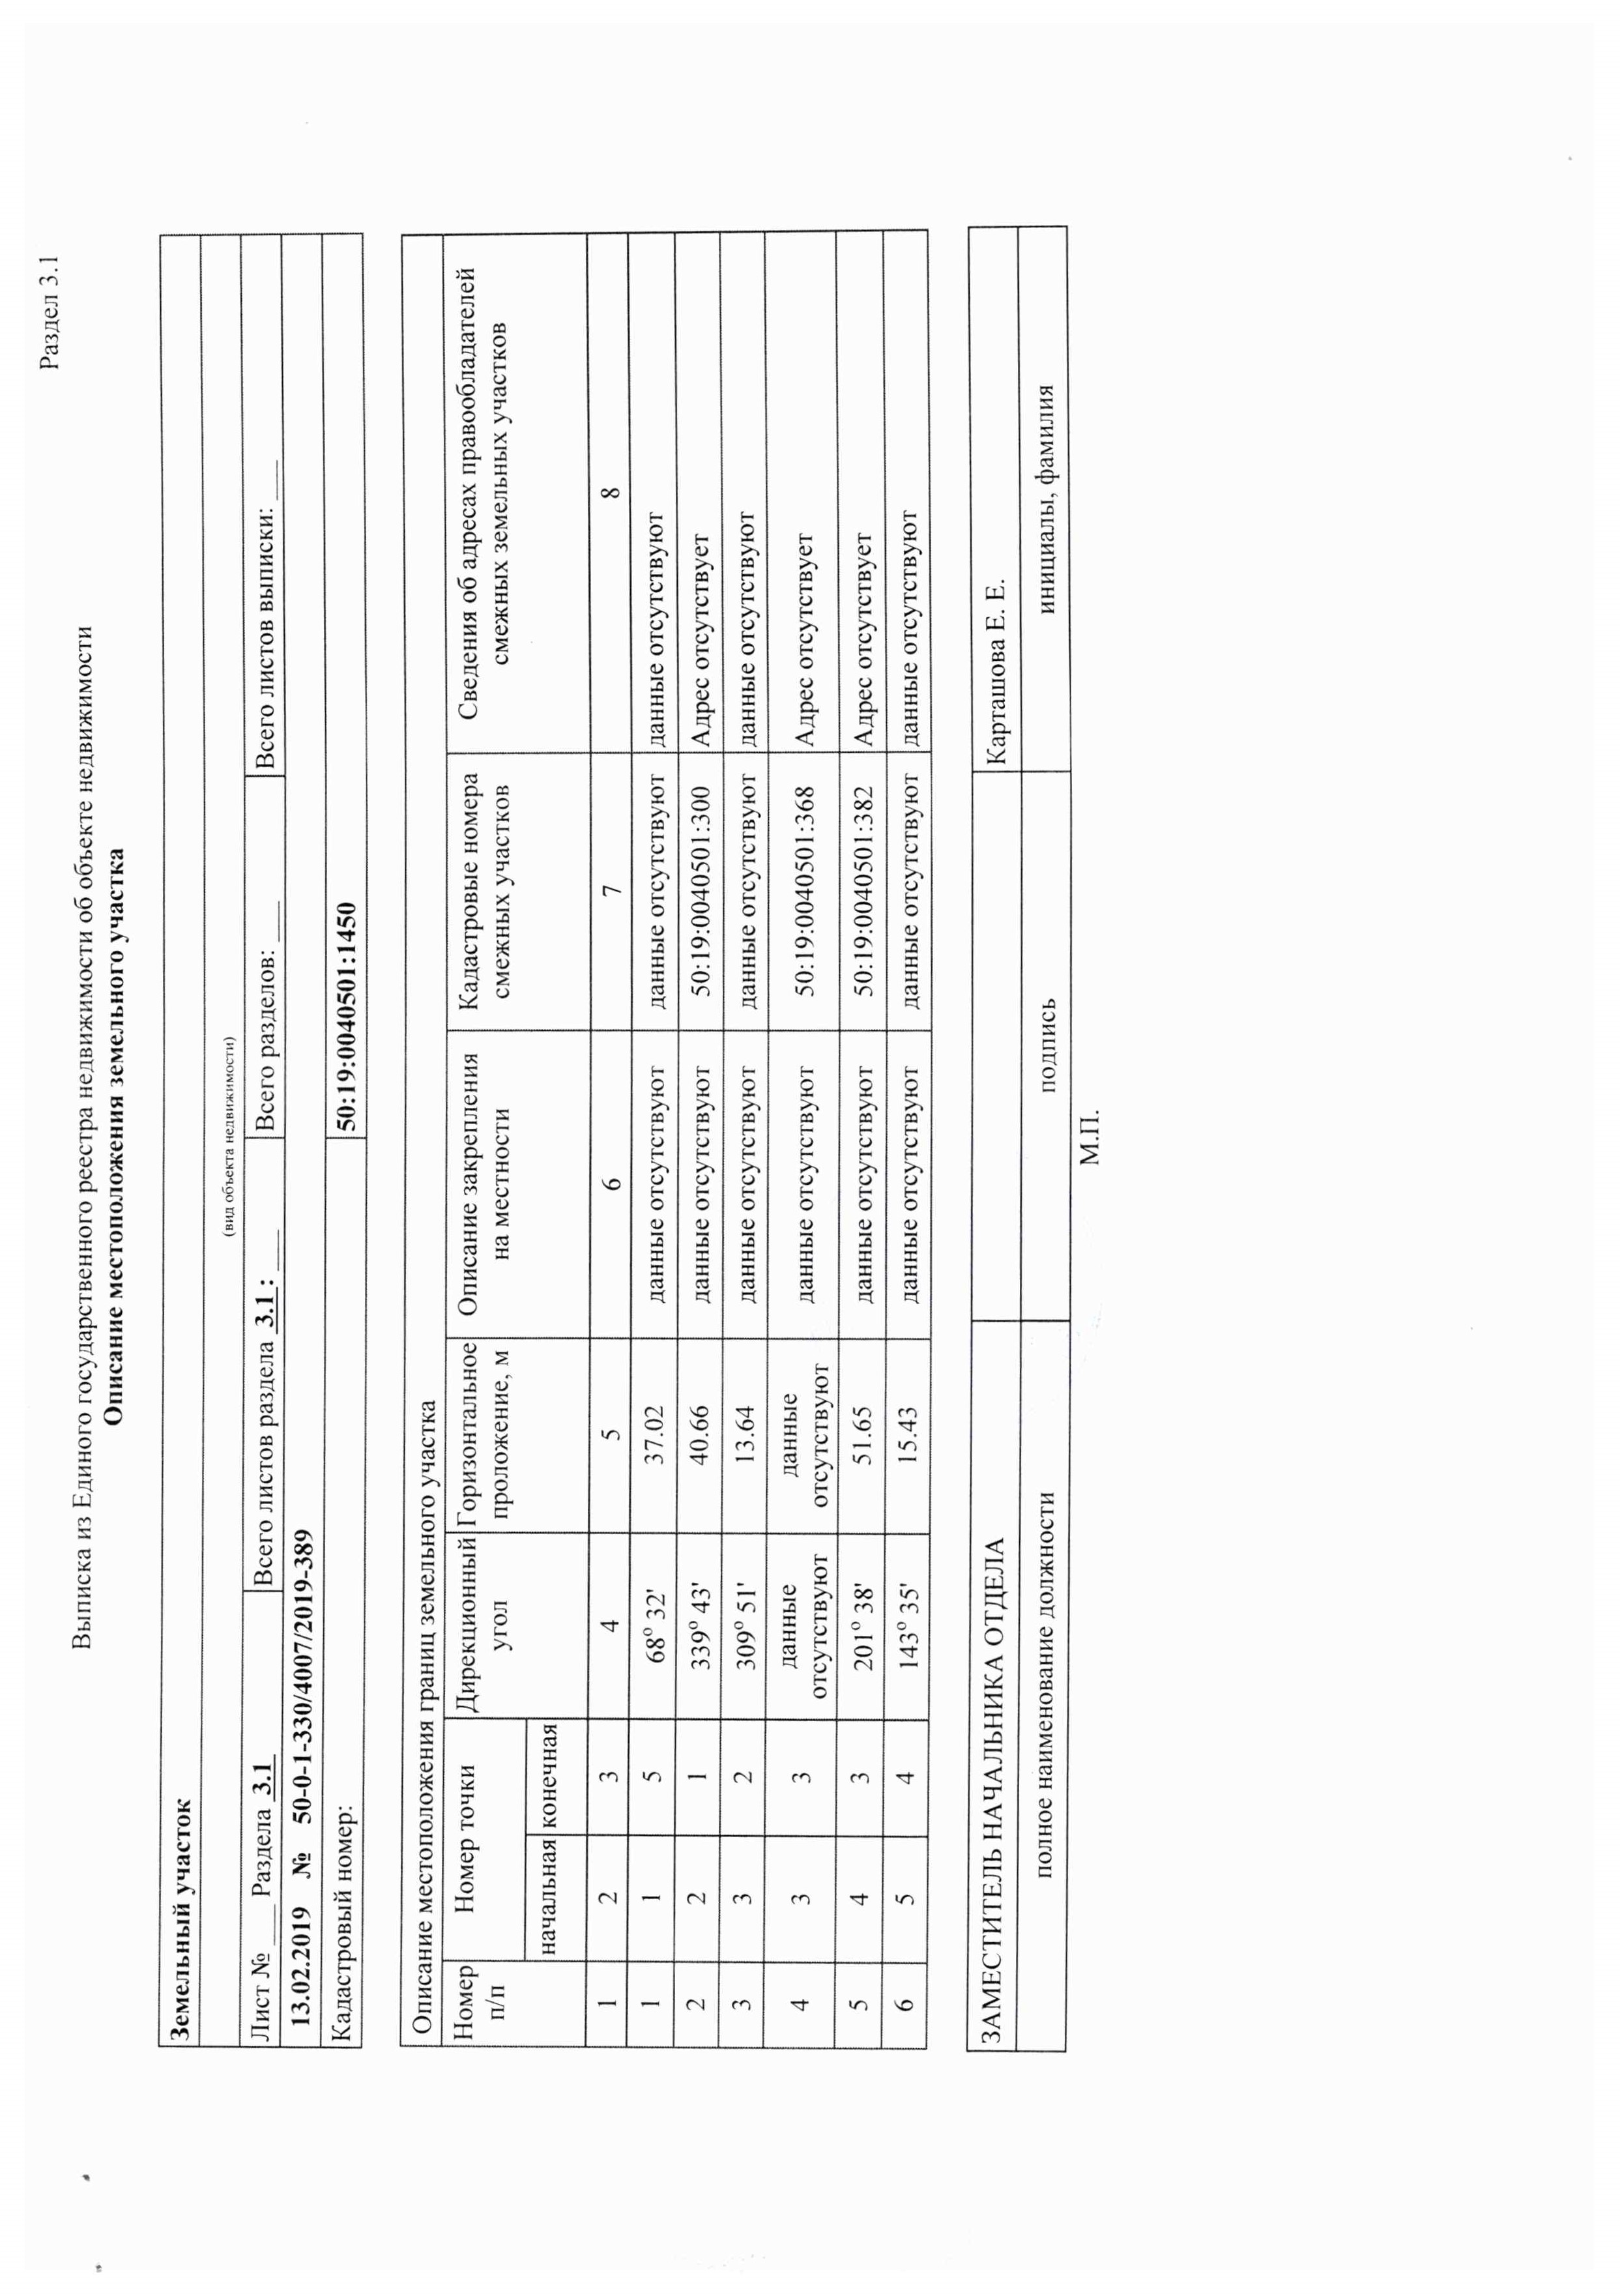 Раздел 3.1
Выписка из Единого государственного реестра недвижимости об объекте недвижимости
Описание местоположения земельного участка
Земельный участок
(вид объекта недвижимости)
Лист № ___ Раздела 3.1 Всего листов раздела 3.1 : ___ Всего разделов: ___ Всего листов выписки: ___
13.02.2019 № 50-0-1-330/4007/2019-389
Кадастровый номер: 50:19:0040501:1450
Описание местоположения границ земельного участка
Номер п/п Номер точки Дирекционный угол Горизонтальное проложение, м Описание закрепления на местности Кадастровые номера смежных участков Сведения об адресах правообладателей смежных земельных участков
начальная конечная
1 2 3 4 5 6 7 8
1 1 5 68° 32' 37.02 данные отсутствуют данные отсутствуют данные отсутствуют
2 2 1 339° 43' 40.66 данные отсутствуют 50:19:0040501:300 Адрес отсутствует
3 3 2 309° 51' 13.64 данные отсутствуют данные отсутствуют данные отсутствуют
4 3 3 данные отсутствуют данные отсутствуют данные отсутствуют 50:19:0040501:368 Адрес отсутствует
5 4 3 201° 38' 51.65 данные отсутствуют 50:19:0040501:382 Адрес отсутствует
6 5 4 143° 35' 15.43 данные отсутствуют данные отсутствуют данные отсутствуют
ЗАМЕСТИТЕЛЬ НАЧАЛЬНИКА ОТДЕЛА Карташова Е. Е.
полное наименование должности подпись инициалы, фамилия
М.П.